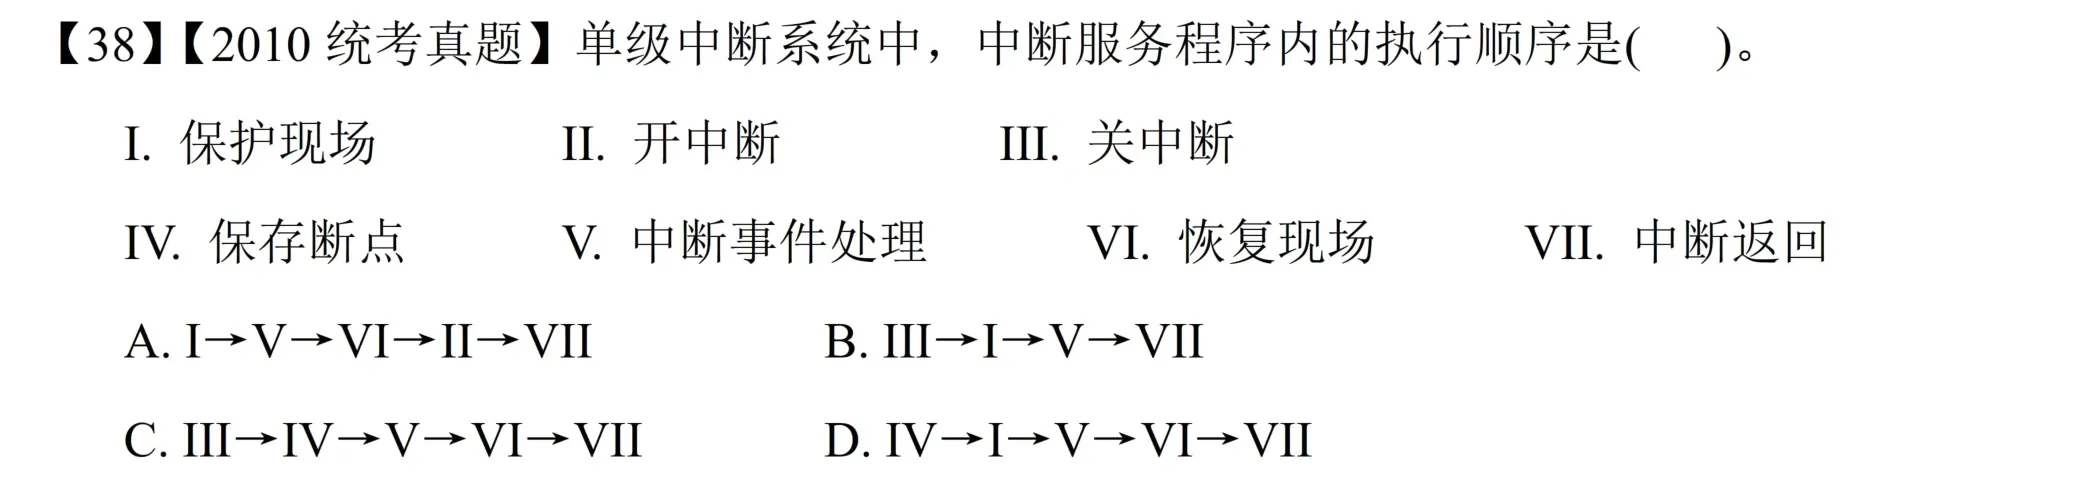 【38】【2010 统考真题】单级中断系统中，中断服务程序内的执行顺序是(  )。
I. 保护现场 II. 开中断 III. 关中断
IV. 保存断点 V. 中断事件处理 VI. 恢复现场 VII. 中断返回
A. I→V→VI→II→VII B. III→I→V→VII
C. III→IV→V→VI→VII D. IV→I→V→VI→VII